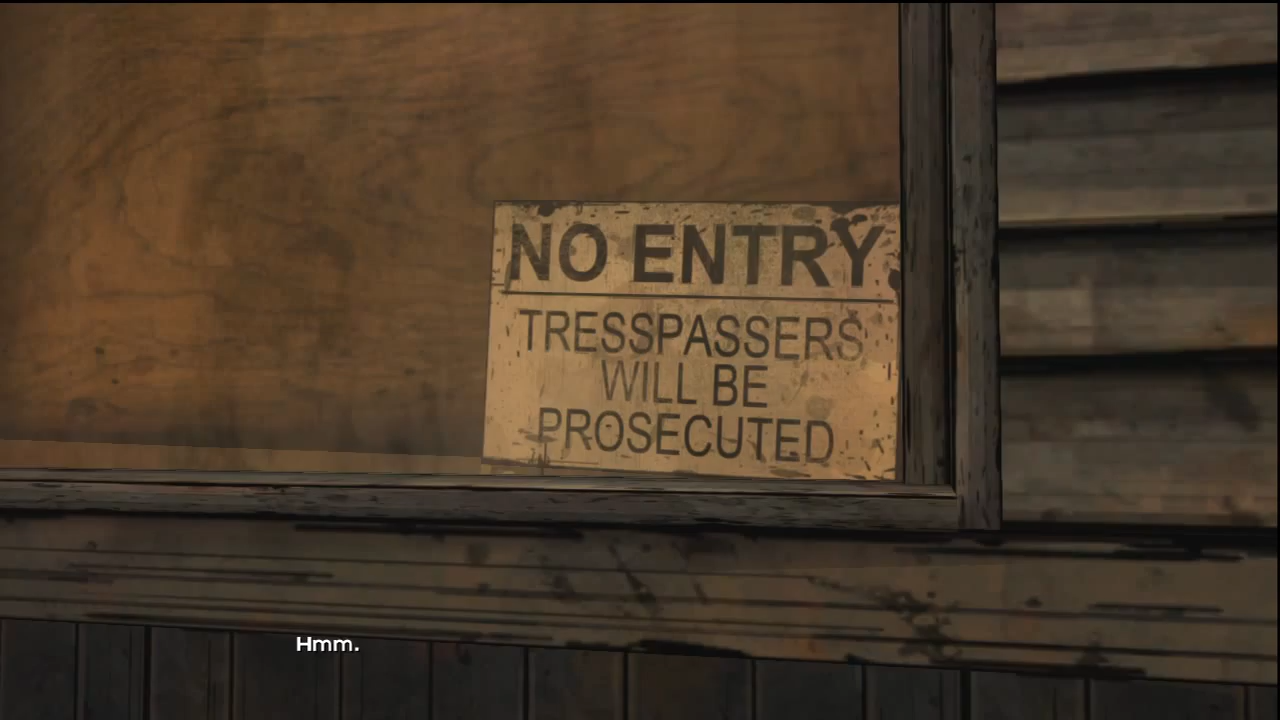 NO ENTRY
TRESSPASSERS
WILL BE
PROSECUTED
Hmm.